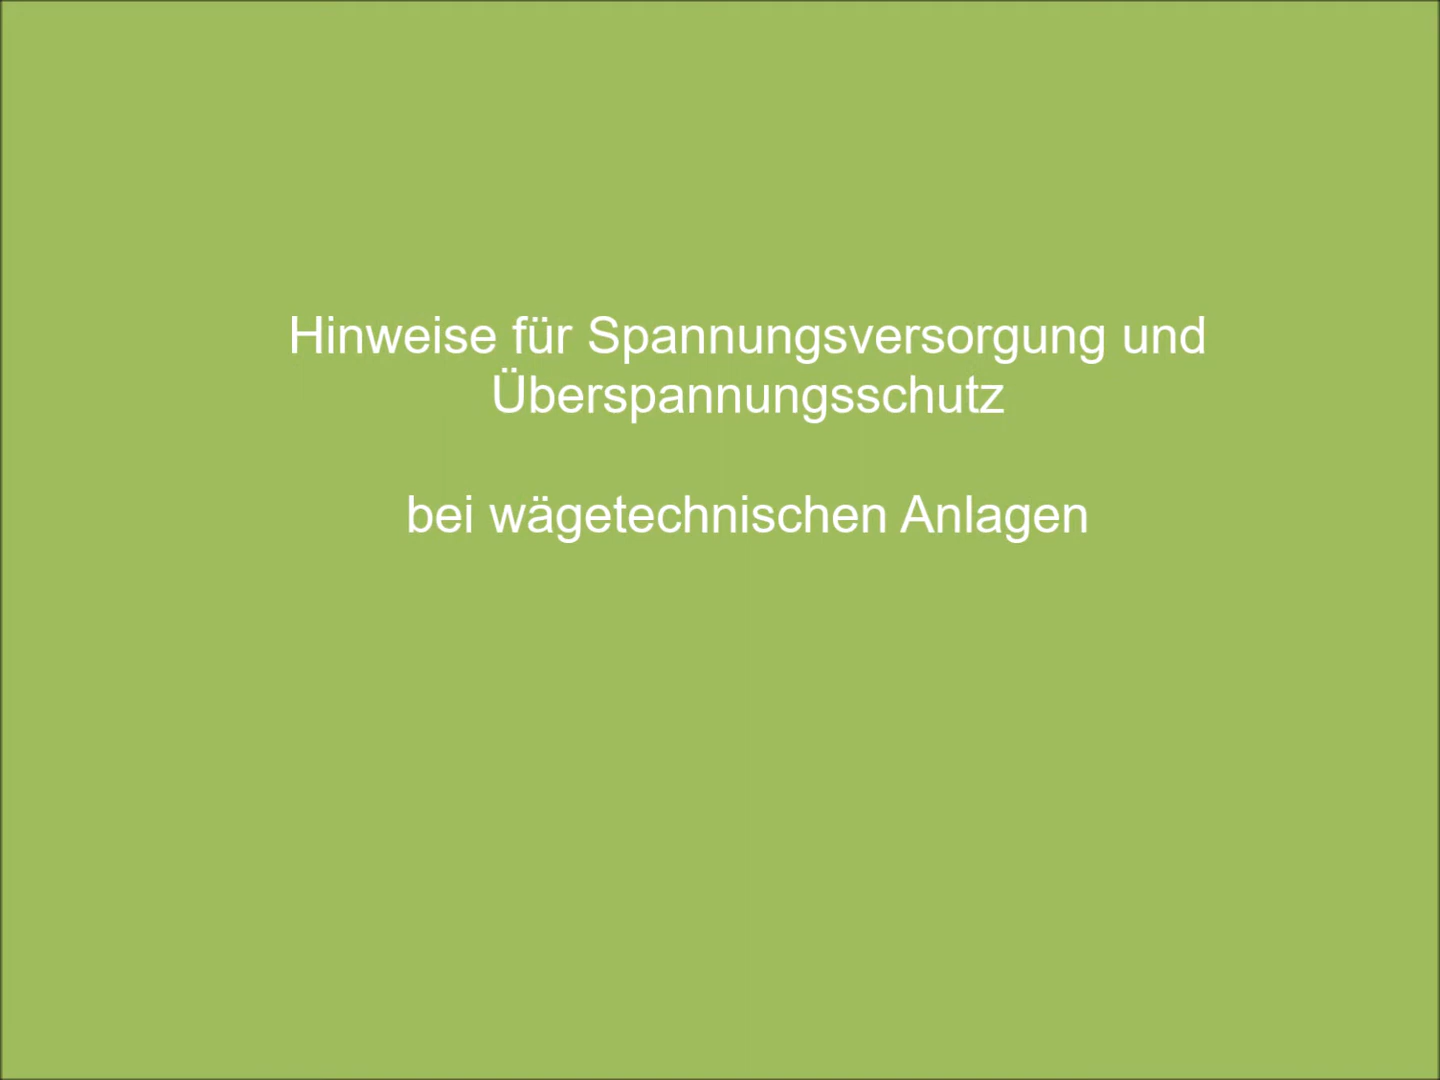 Hinweise für Spannungsversorgung und
Überspannungsschutz
bei wägetechnischen Anlagen